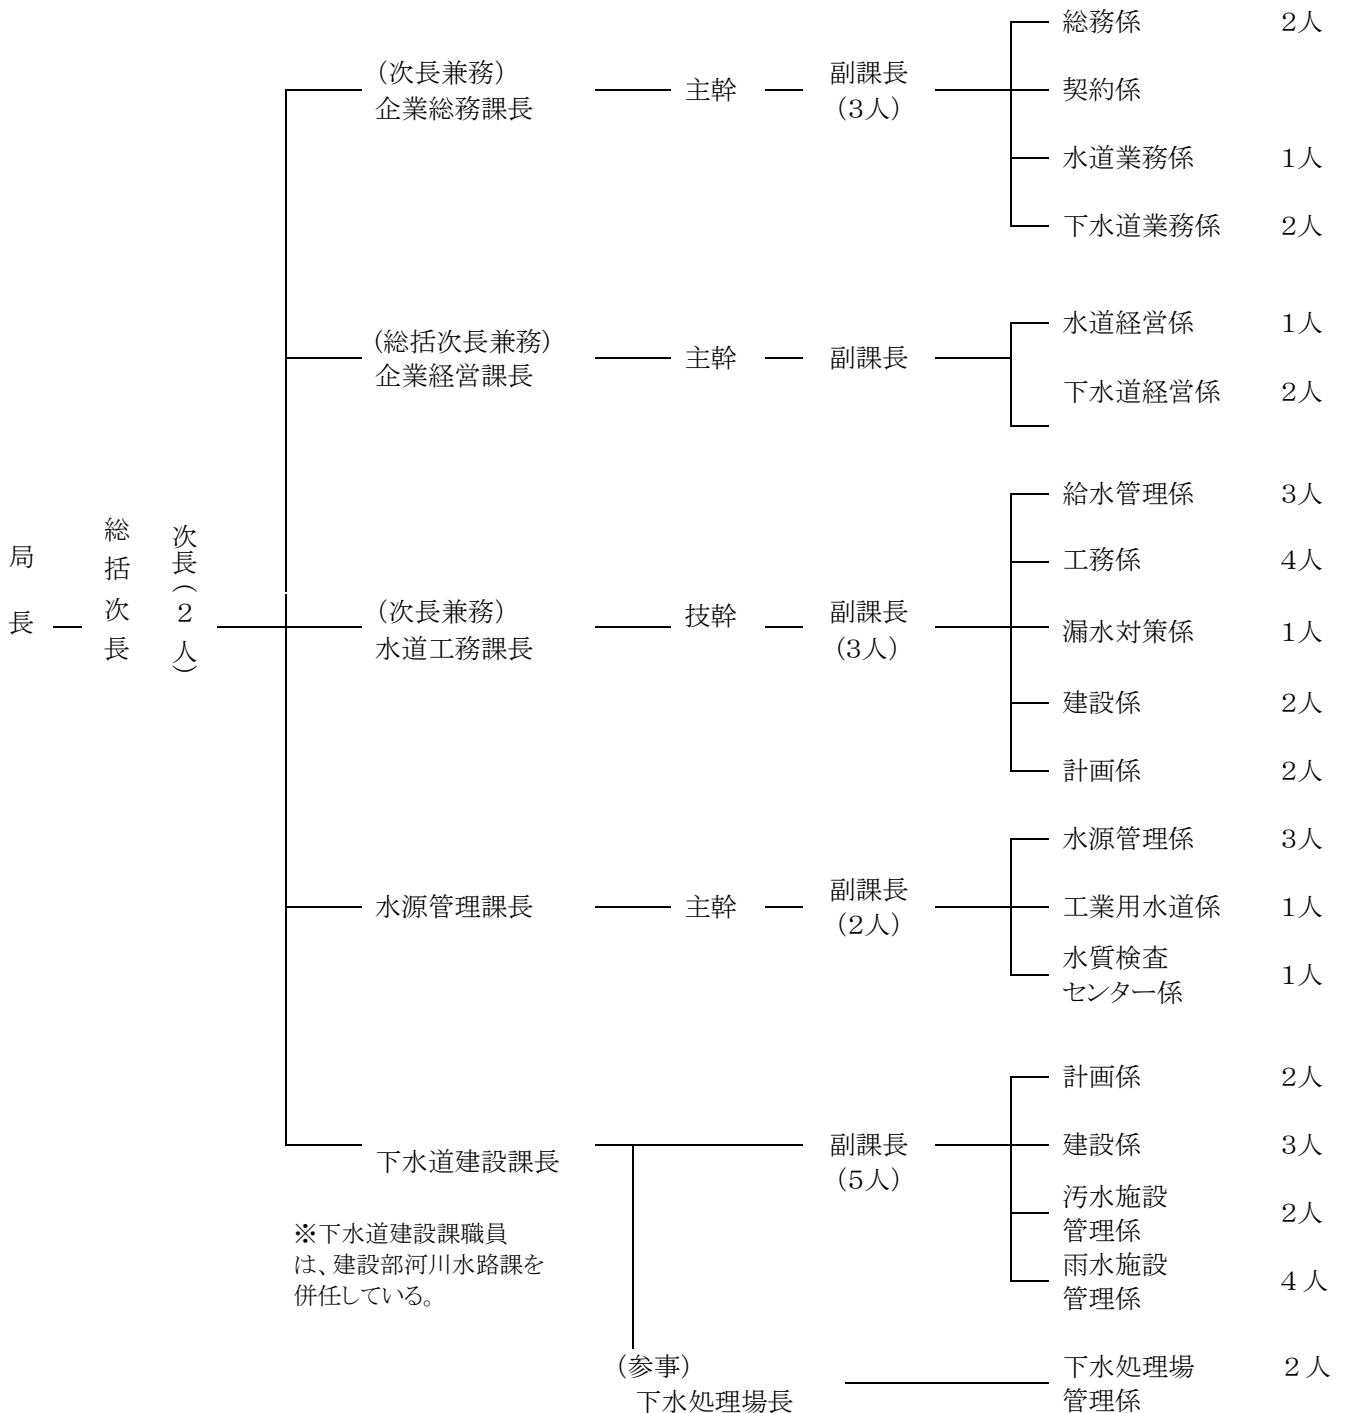 局長
総括次長
次長(2人)
(次長兼務)
企業総務課長
主幹
副課長
(3人)
総務係 2人
契約係
水道業務係 1人
下水道業務係 2人
(総括次長兼務)
企業経営課長
主幹
副課長
水道経営係 1人
下水道経営係 2人
(次長兼務)
水道工務課長
技幹
副課長
(3人)
給水管理係 3人
工務係 4人
漏水対策係 1人
建設係 2人
計画係 2人
水源管理課長
主幹
副課長
(2人)
水源管理係 3人
工業用水道係 1人
水質検査
センター係 1人
下水道建設課長
副課長
(5人)
計画係 2人
建設係 3人
汚水施設
管理係 2人
雨水施設
管理係 4人
※下水道建設課職員
は、建設部河川水路課を
併任している。
(参事)
下水処理場長
下水処理場 2人
管理係